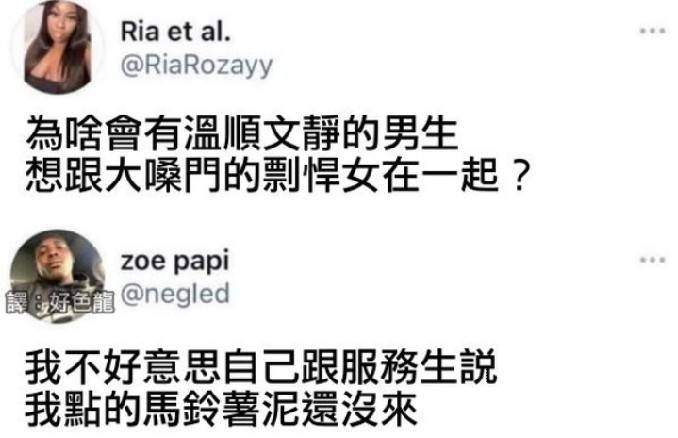 Ria et al.
@RiaRozayy
為啥會有溫順文靜的男生
想跟大嗓門的剽悍女在一起？
zoe papi
譯：好色龍
@negled
我不好意思自己跟服務生說
我點的馬鈴薯泥還沒來